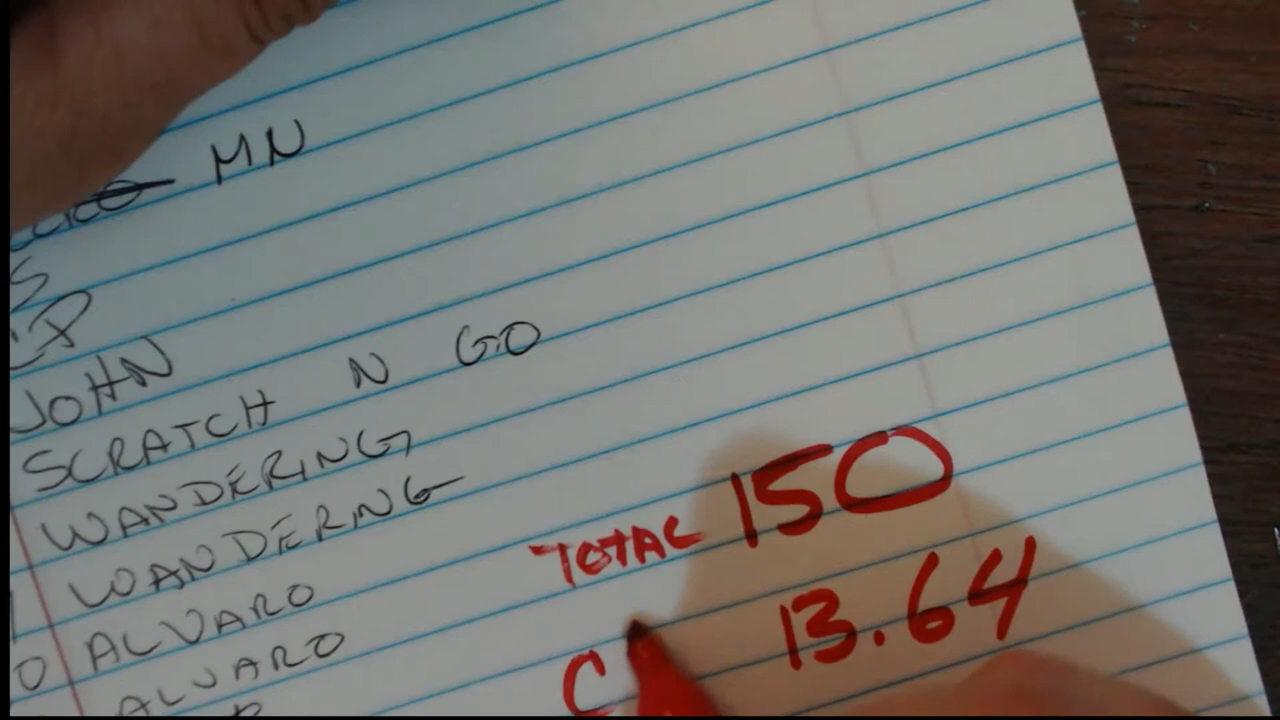 MN
JOHN
SCRATCH N GO
WANDERING
WANDERING
ALVARO
ALVARO
TOTAL 150
13.64
C